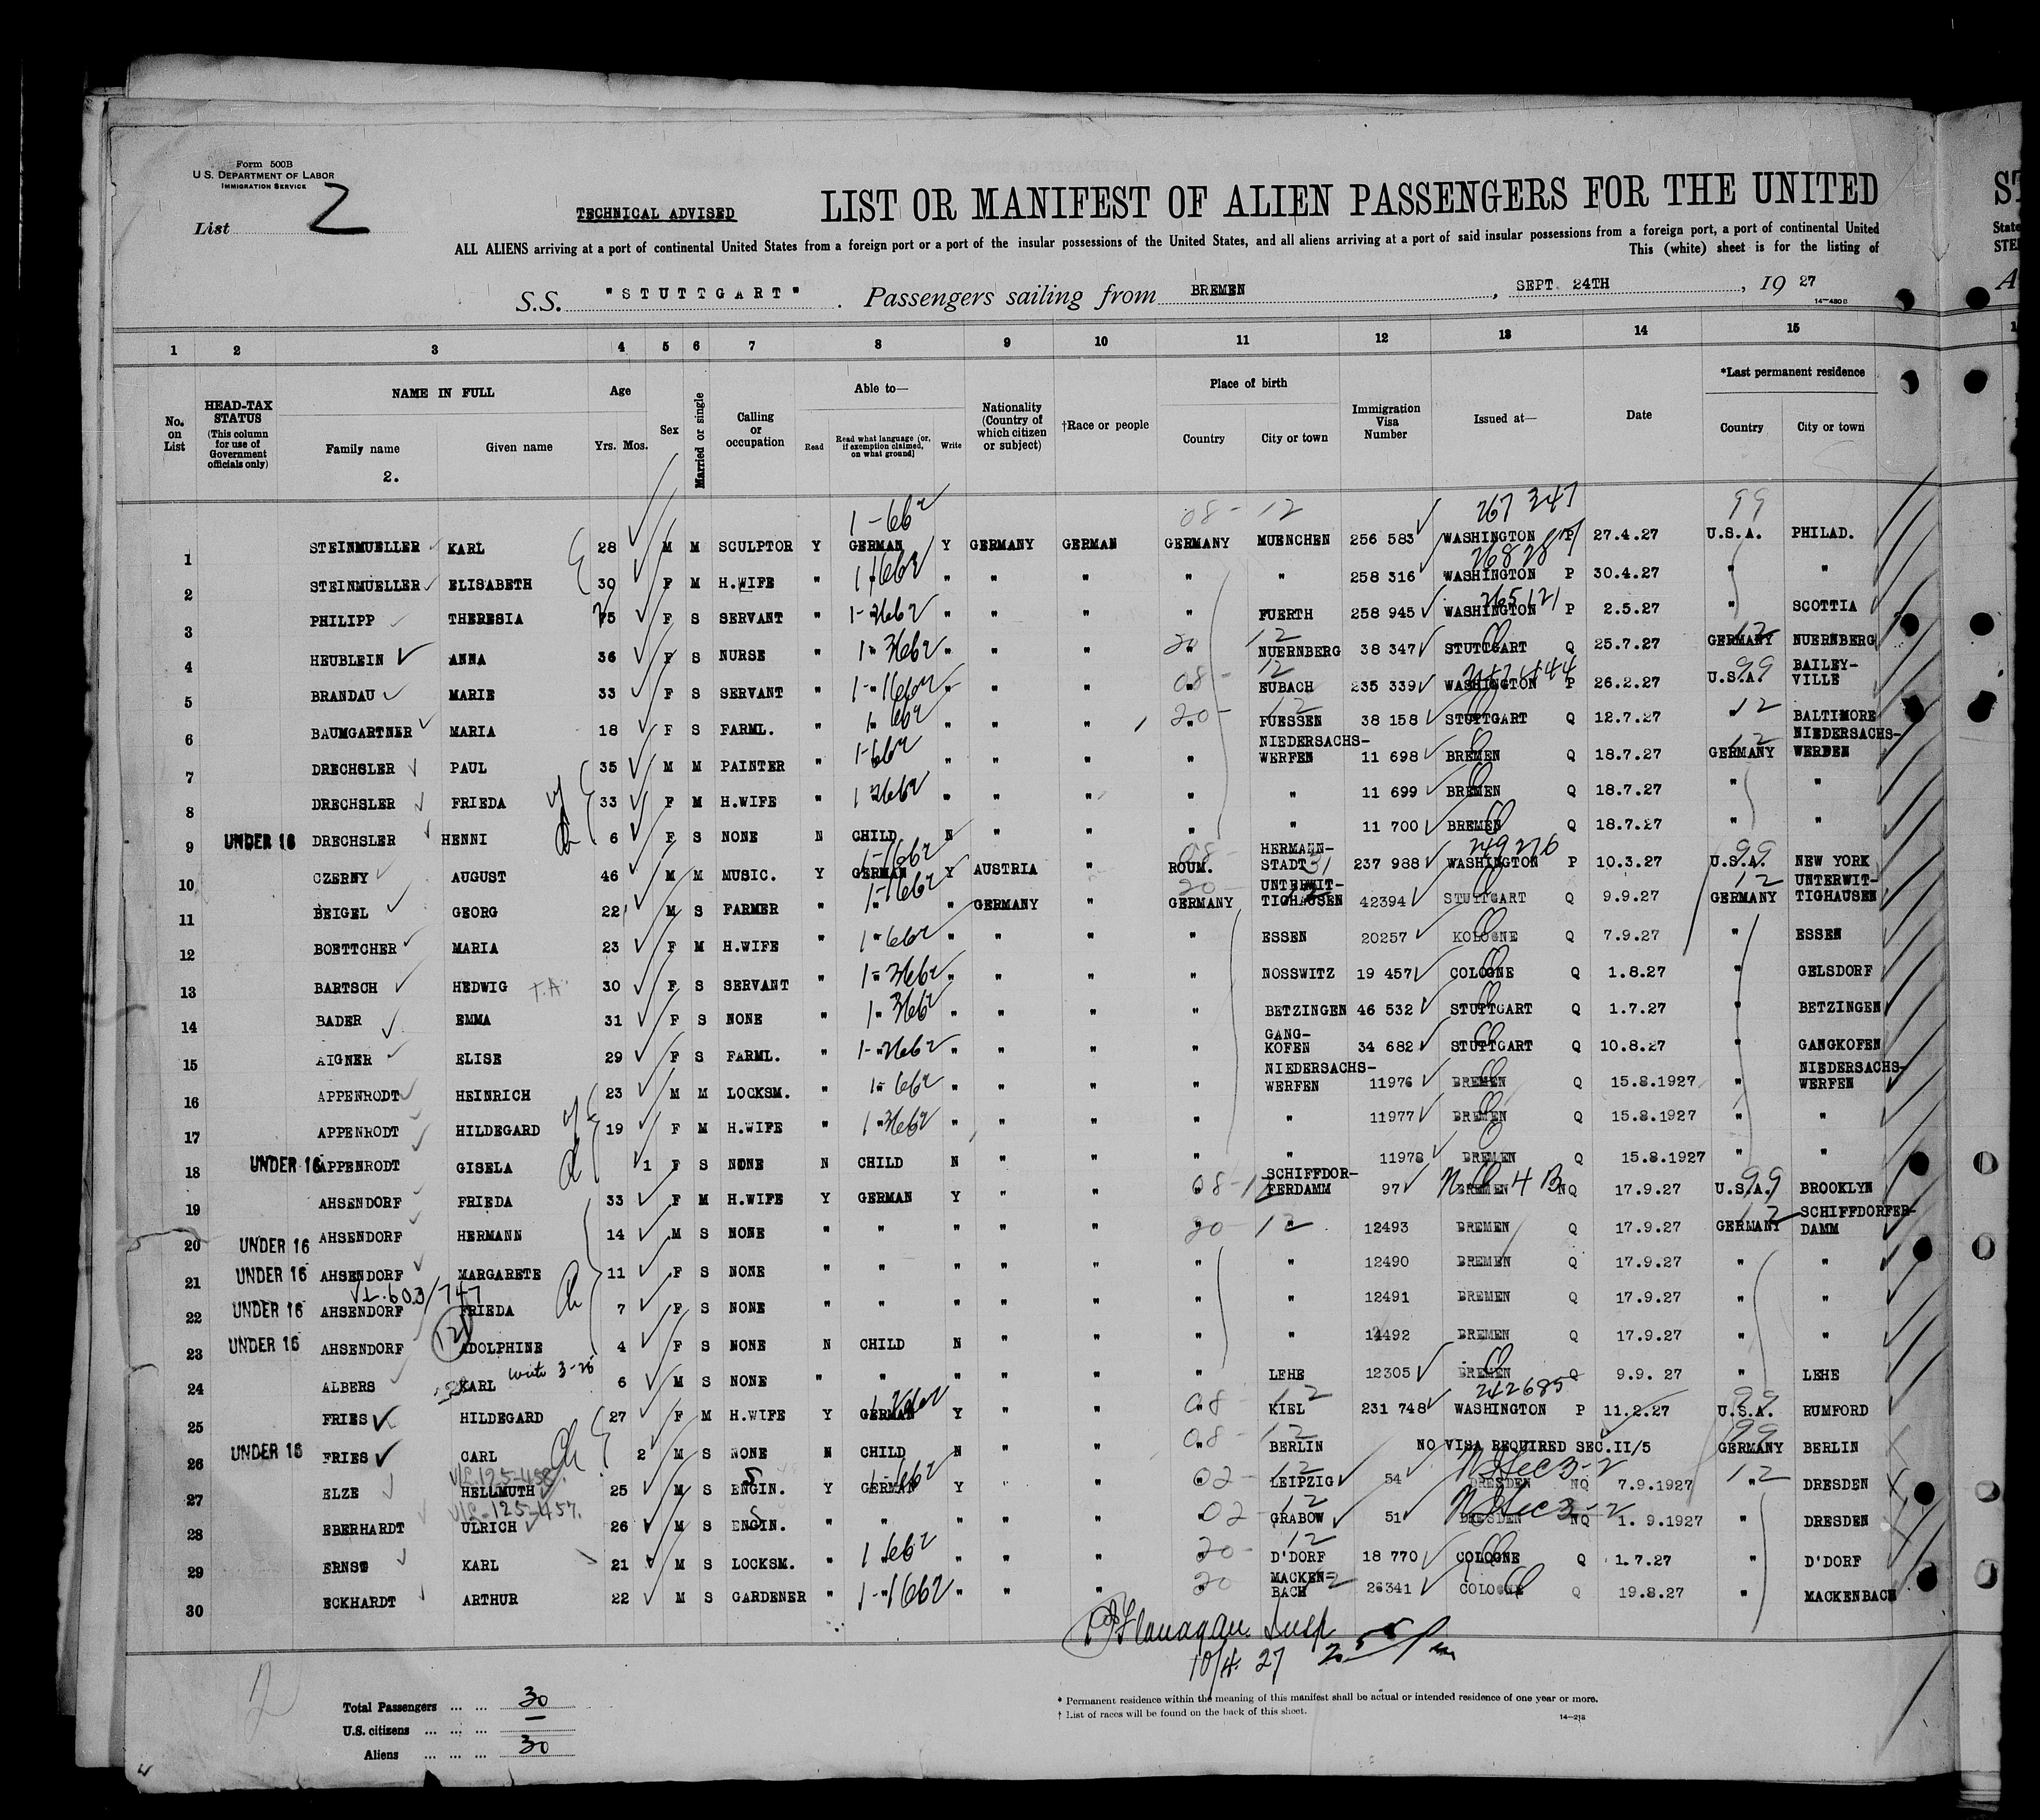 Form 500B
U.S. DEPARTMENT OF LABOR
IMMIGRATION SERVICE
List 2
TECHNICAL ADVISED
LIST OR MANIFEST OF ALIEN PASSENGERS FOR THE UNITED
ALL ALIENS arriving at a port of continental United States from a foreign port or a port of the insular possessions of the United States, and all aliens arriving at a port of said insular possessions from a foreign port, a port of continental United
This (white) sheet is for the listing of
S.S. "STUTTGART". Passengers sailing from BREMEN, SEPT. 24TH, 19 27
14-480B
1 2 3 4 5 6 7 8 9 10 11 12 13 14 15
No. on List
HEAD-TAX STATUS (This column for use of Government officials only)
NAME IN FULL
Family name
Given name
2.
Age
Yrs. Mos.
Sex
Married or single
Calling or occupation
Able to—
Read
Read what language (or, if exemption claimed, on what ground)
Write
Nationality (Country of which citizen or subject)
†Race or people
Place of birth
Country
City or town
Immigration Visa Number
Issued at—
Date
*Last permanent residence
Country
City or town
1 STEINMUELLER KARL 28 M M SCULPTOR Y GERMAN Y GERMANY GERMAN GERMANY MUENCHEN 256 583 WASHINGTON P 27.4.27 U.S.A. PHILAD.
2 STEINMUELLER ELISABETH 30 F M H.WIFE " " " " " " " 258 316 WASHINGTON P 30.4.27 " "
3 PHILIPP THERESIA F S SERVANT " " " " " " FUERTH 258 945 WASHINGTON P 2.5.27 " SCOTTIA
4 HEUBLEIN ANNA 36 F S NURSE " " " " " " NUERNBERG 38 347 STUTTGART Q 25.7.27 GERMANY NUERNBERG
5 BRANDAU MARIE 33 F S SERVANT " " " " " " EUBACH 235 339 WASHINGTON P 26.2.27 U.S.A. BAILEY-VILLE
6 BAUMGARTNER MARIA 18 F S FARML. " " " " " " FUESSEN 38 158 STUTTGART Q 12.7.27 " BALTIMORE
7 DRECHSLER PAUL 35 M M PAINTER " " " " " " NIEDERSACHS-WERFEN 11 698 BREMEN Q 18.7.27 GERMANY NIEDERSACHS-WERFEN
8 DRECHSLER FRIEDA 33 F M H.WIFE " " " " " " " 11 699 BREMEN Q 18.7.27 " "
9 UNDER 16 DRECHSLER HENNI 6 F S NONE N CHILD N " " " " 11 700 BREMEN Q 18.7.27 " "
10 CZERNY AUGUST 46 M M MUSIC. Y GERMAN Y AUSTRIA " ROUM. HERMANN-STADT 237 988 WASHINGTON P 10.3.27 U.S.A. NEW YORK
11 BEIGEL GEORG 22 M S FARMER " " " GERMANY " GERMANY UNTERWIT-TIGHAUSEN 42394 STUTTGART Q 9.9.27 GERMANY UNTERWIT-TIGHAUSEN
12 BOETTCHER MARIA 23 F M H.WIFE " " " " " " ESSEN 20257 KOLOGNE Q 7.9.27 " ESSEN
13 BARTSCH HEDWIG T.A. 30 F S SERVANT " " " " " " NOSSWITZ 19 457 COLOGNE Q 1.8.27 " GELSDORF
14 BADER EMMA 31 F S NONE " " " " " " BETZINGEN 46 532 STUTTGART Q 1.7.27 " BETZINGEN
15 AIGNER ELISE 29 F S FARML. " " " " " " GANG-KOFEN 34 682 STUTTGART Q 10.8.27 " GANGKOFEN
16 APPENRODT HEINRICH 23 M M LOCKSM. " " " " " " NIEDERSACHS-WERFEN 11976 BREMEN Q 15.8.1927 " NIEDERSACHS-WERFEN
17 APPENRODT HILDEGARD 19 F M H.WIFE " " " " " " " 11977 BREMEN Q 15.8.1927 " "
18 UNDER 16 APPENRODT GISELA 1 F S NONE N CHILD N " " " " 11978 BREMEN Q 15.8.1927 " "
19 AHSENDORF FRIEDA 33 F M H.WIFE Y GERMAN Y " " " SCHIFFDOR-FERDAMM 97 BREMEN 4 B NQ 17.9.27 U.S.A. BROOKLYN
20 UNDER 16 AHSENDORF HERMANN 14 M S NONE " " " " " " " 12493 BREMEN Q 17.9.27 GERMANY SCHIFFDORFER-DAMM
21 UNDER 16 AHSENDORF MARGARETE 11 F S NONE " " " " " " " 12490 BREMEN Q 17.9.27 " "
22 UNDER 16 AHSENDORF FRIEDA 7 F S NONE " " " " " " " 12491 BREMEN Q 17.9.27 " "
23 UNDER 16 AHSENDORF ADOLPHINE 4 F S NONE N CHILD N " " " " 12492 BREMEN Q 17.9.27 " "
24 ALBERS KARL 6 M S NONE " " " " " " LEHE 12305 BREMEN Q 9.9.27 " LEHE
25 FRIES HILDEGARD 27 F M H.WIFE Y GERMAN Y " " " KIEL 231 748 WASHINGTON P 11.2.27 U.S.A. RUMFORD
26 UNDER 16 FRIES CARL 2 M S NONE N CHILD N " " " BERLIN NO VISA REQUIRED SEC.II/5 GERMANY BERLIN
27 ELZE HELLMUTH 25 M S ENGIN. Y GERMAN Y " " " LEIPZIG 54 DRESDEN NQ 7.9.1927 " DRESDEN
28 EBERHARDT ULRICH 26 M S ENGIN. " " " " " " GRABOW 51 DRESDEN NQ 1. 9.1927 " DRESDEN
29 ERNST KARL 21 M S LOCKSM. " " " " " " D'DORF 18 770 COLOGNE Q 1.7.27 " D'DORF
30 ECKHARDT ARTHUR 22 M S GARDENER " " " " " " MACKEN=BACH 26341 COLOGNE Q 19.8.27 " MACKENBACH
Flanagan Insp
10/4 27
Total Passengers ... ... 30
U.S. citizens ... ... ... —
Aliens ... ... ... 30
* Permanent residence within the meaning of this manifest shall be actual or intended residence of one year or more.
† List of races will be found on the back of this sheet.
14-213